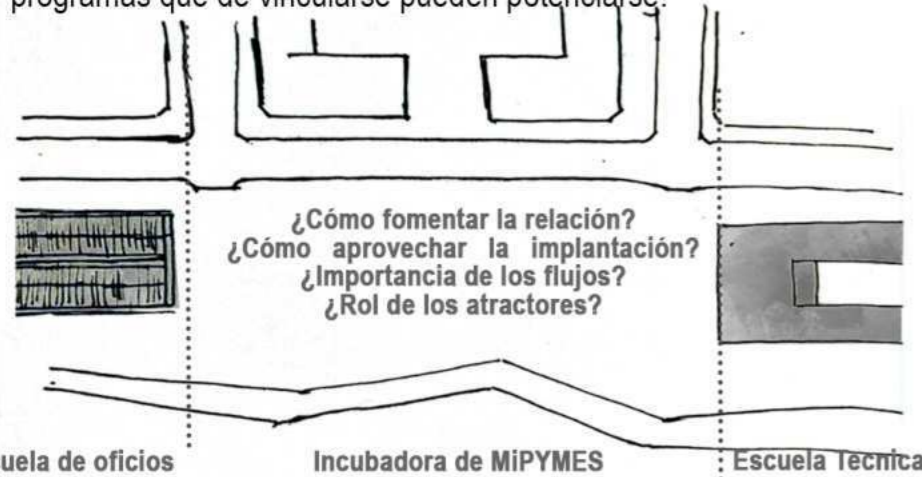 programas que de vincularse pueden potenciarse.
¿Cómo fomentar la relación?
¿Cómo aprovechar la implantación?
¿Importancia de los flujos?
¿Rol de los atractores?
uela de oficios
Incubadora de MiPYMES
Escuela Tecnica